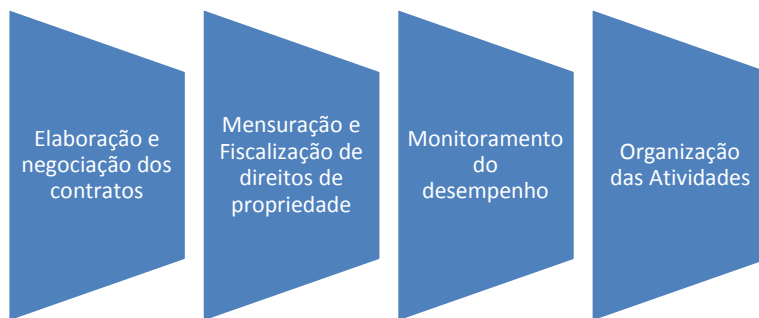 Elaboração e
negociação dos
contratos
Mensuração e
Fiscalização de
direitos de
propriedade
Monitoramento
do
desempenho
Organização
das Atividades